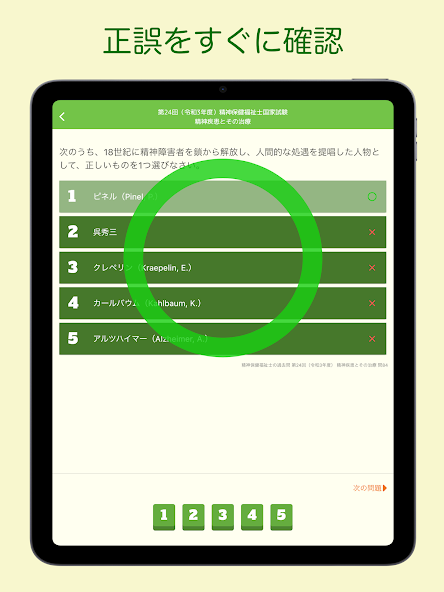 正誤をすぐに確認
第24回（令和3年度）精神保健福祉士国家試験
精神疾患とその治療
次のうち、18世紀に精神障害者を鎖から解放し、人間的な処遇を提唱した人物と
して、正しいものを1つ選びなさい。
1 ピネル（Pinel, P.）
2 呉秀三
3 クレペリン（Kraepelin, E.）
4 カールバウム（Kahlbaum, K.）
5 アルツハイマー（Alzheimer, A.）
精神保健福祉士の過去問 第24回（令和3年度） 精神疾患とその治療 問94
次の問題
1 2 3 4 5